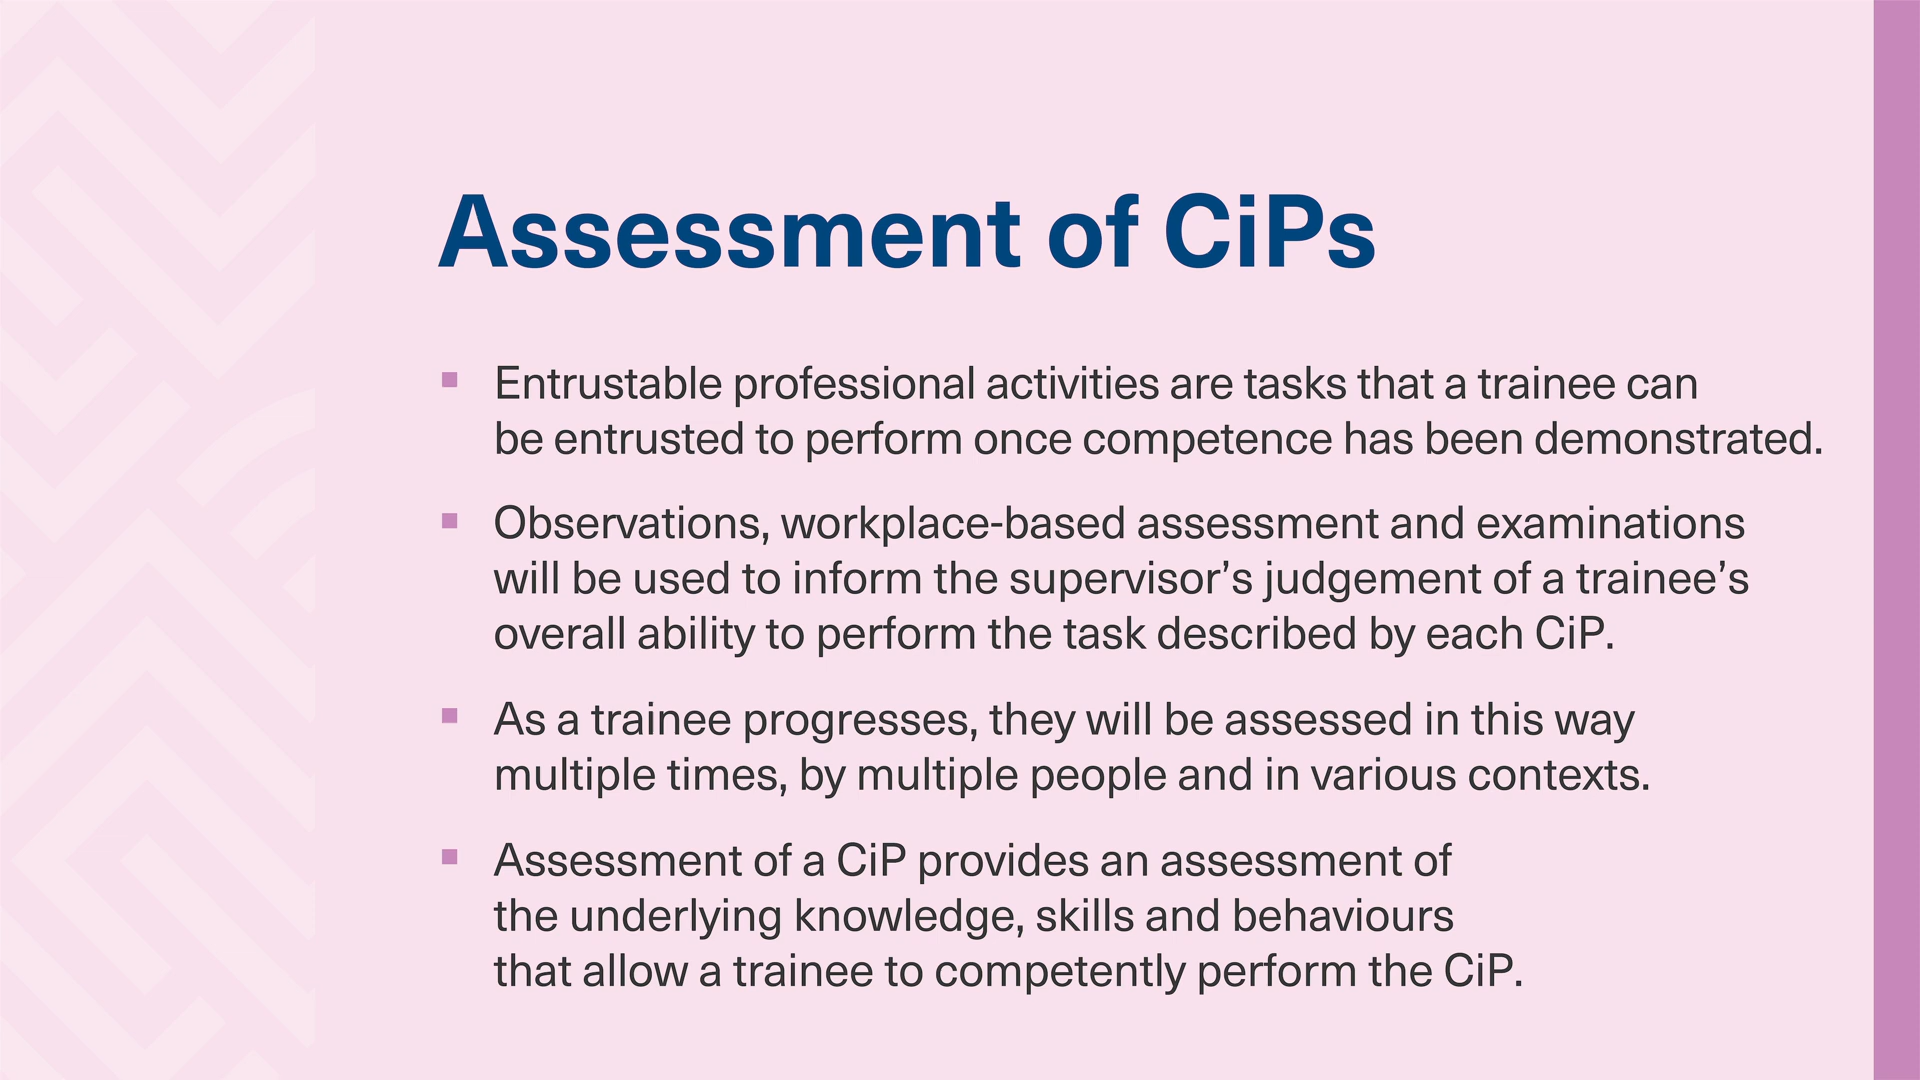 Assessment of CiPs
▪ Entrustable professional activities are tasks that a trainee can
be entrusted to perform once competence has been demonstrated.
▪ Observations, workplace-based assessment and examinations
will be used to inform the supervisor’s judgement of a trainee’s
overall ability to perform the task described by each CiP.
▪ As a trainee progresses, they will be assessed in this way
multiple times, by multiple people and in various contexts.
▪ Assessment of a CiP provides an assessment of
the underlying knowledge, skills and behaviours
that allow a trainee to competently perform the CiP.